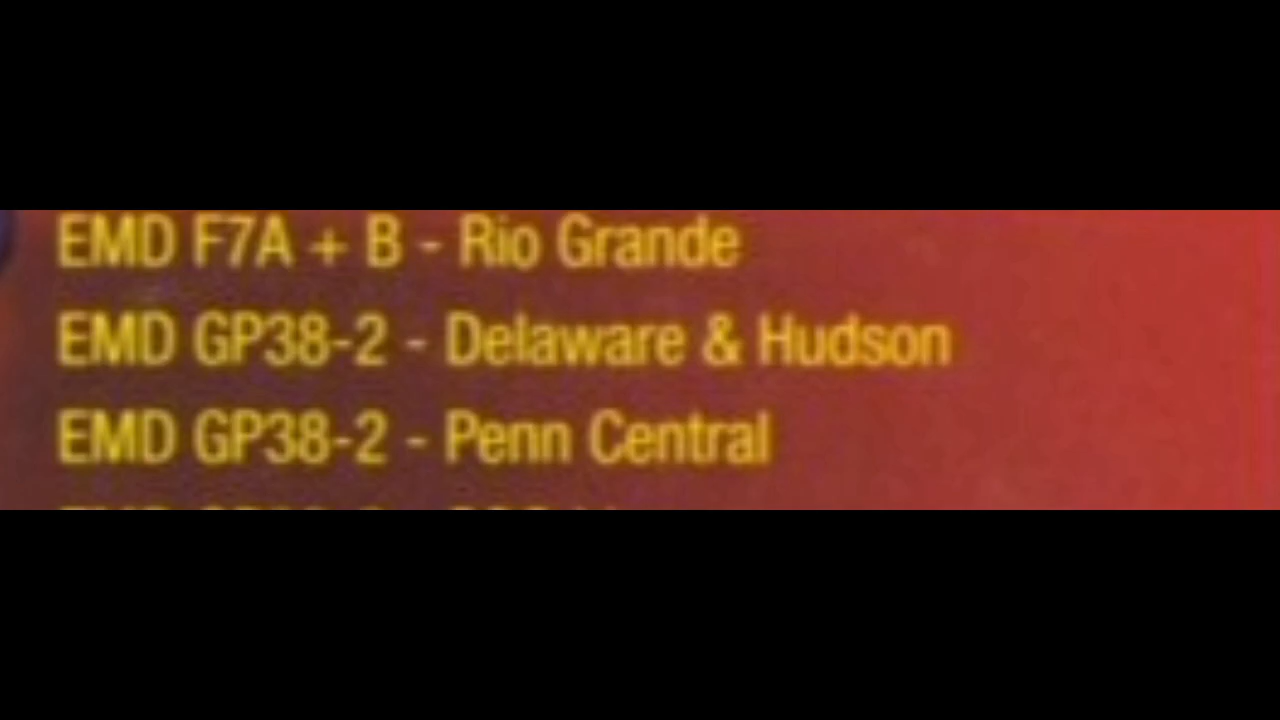 EMD F7A + B - Rio Grande
EMD GP38-2 - Delaware & Hudson
EMD GP38-2 - Penn Central